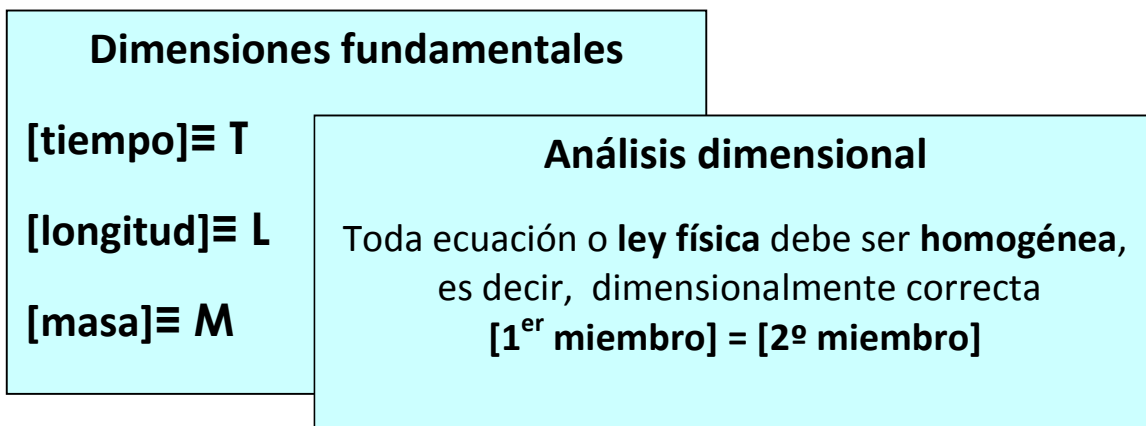 Dimensiones fundamentales
[tiempo]≡ T
[longitud]≡ L
[masa]≡ M
Análisis dimensional
Toda ecuación o ley física debe ser homogénea,
es decir, dimensionalmente correcta
[1er miembro] = [2º miembro]